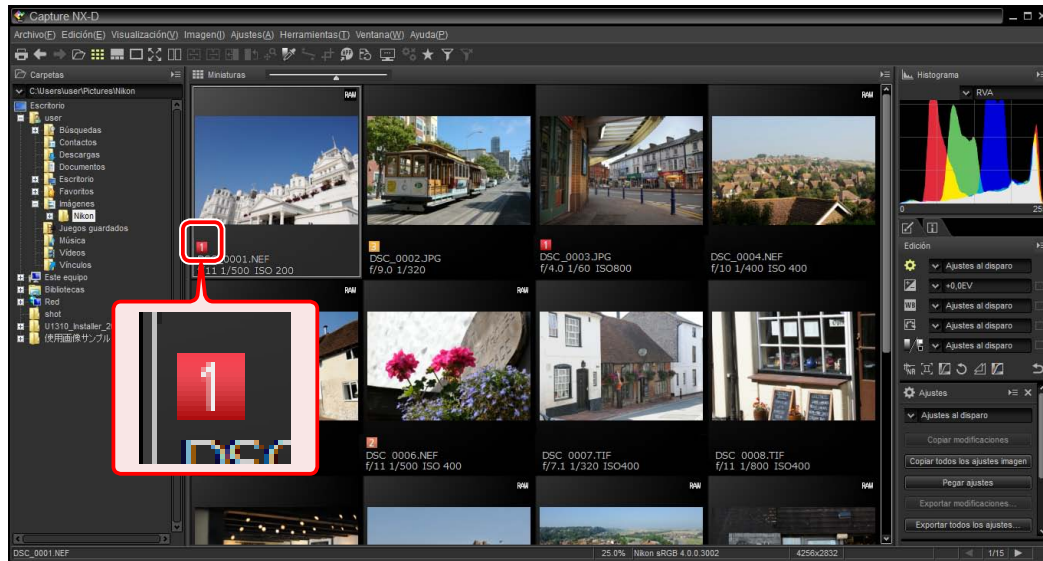 Capture NX-D
Archivo(F) Edición(E) Visualización(V) Imagen(I) Ajustes(A) Herramientas(T) Ventana(W) Ayuda(P)
Carpetas
Miniaturas
Histograma
C:\Users\user\Pictures\Nikon
RVA
Escritorio
user
Búsquedas
Contactos
Descargas
Documentos
Escritorio
Favoritos
Imágenes
Nikon
Juegos guardados
Música
Vídeos
Vínculos
Este equipo
Bibliotecas
Red
shot
U1310_Installer_20
使用画像サンプル
RAW
RAW
1
DSC_0001.NEF
f/11 1/500 ISO 200
3
DSC_0002.JPG
f/9.0 1/320
1
DSC_0003.JPG
f/4.0 1/60 ISO800
DSC_0004.NEF
f/10 1/400 ISO 400
RAW
RAW
1
DSC
2
DSC_0006.NEF
f/11 1/500 ISO 400
DSC_0007.TIF
f/7.1 1/320 ISO400
DSC_0008.TIF
f/11 1/800 ISO400
RAW
RAW
RAW
0
25
Edición
Ajustes al disparo
+0,0EV
WB
Ajustes al disparo
Ajustes al disparo
Ajustes al disparo
NR
Ajustes
Ajustes al disparo
Copiar modificaciones
Copiar todos los ajustes imagen
Pegar ajustes
Exportar modificaciones...
Exportar todos los ajustes...
DSC_0001.NEF
25.0%
Nikon sRGB 4.0.0.3002
4256x2832
1/15